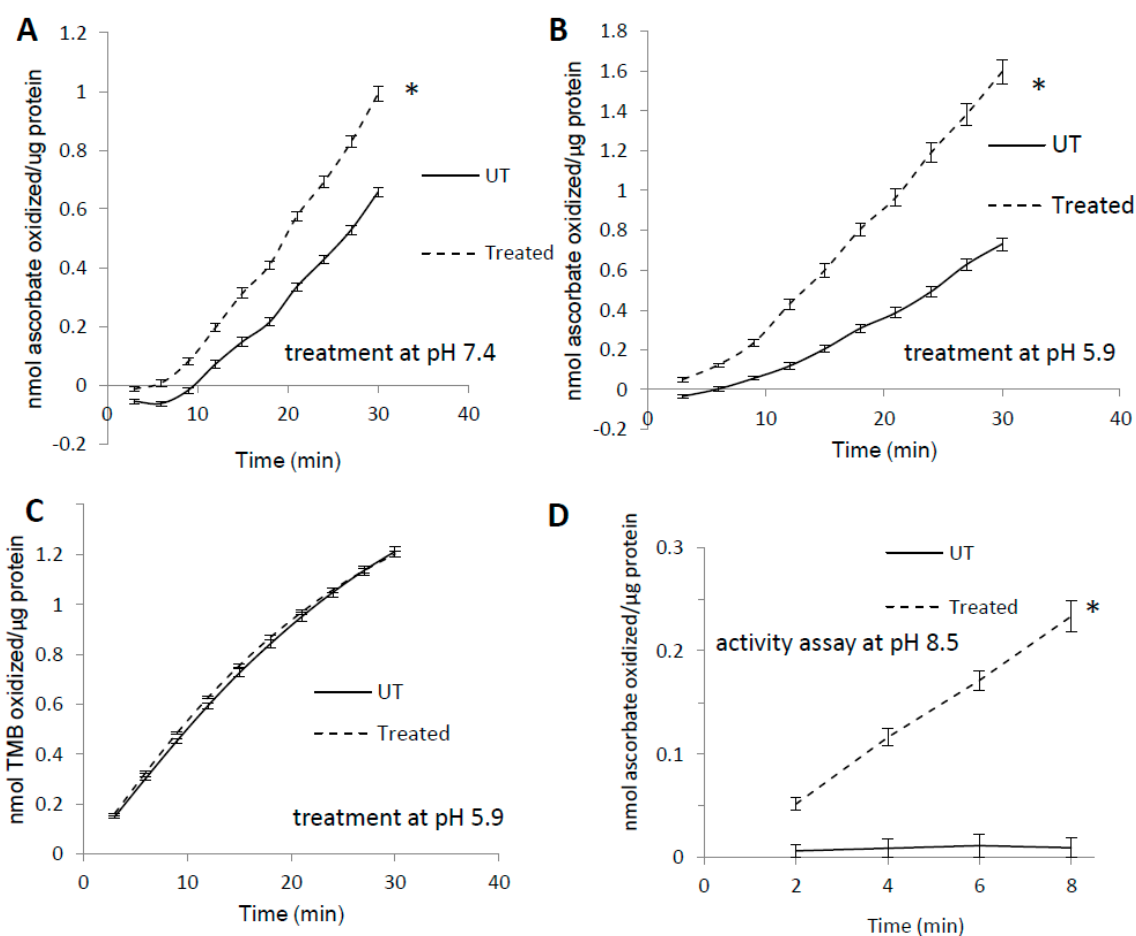 A
nmol ascorbate oxidized/ug protein
1.2
1
0.8
0.6
0.4
0.2
0
-0.2
*
UT
Treated
treatment at pH 7.4
0 10 20 30 40
Time (min)
B
nmol ascorbate oxidized/µg protein
1.8
1.6
1.4
1.2
1
0.8
0.6
0.4
0.2
0
-0.2
*
UT
Treated
treatment at pH 5.9
0 10 20 30 40
Time (min)
C
nmol TMB oxidized/µg protein
1.2
1
0.8
0.6
0.4
0.2
0
UT
Treated
treatment at pH 5.9
0 10 20 30 40
Time (min)
D
nmol ascorbate oxidized/µg protein
0.3
0.2
0.1
0
UT
Treated
*
activity assay at pH 8.5
0 2 4 6 8
Time (min)